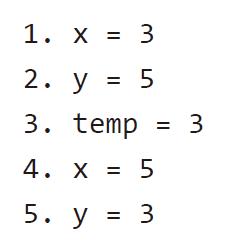 1. x = 3
2. y = 5
3. temp = 3
4. x = 5
5. y = 3